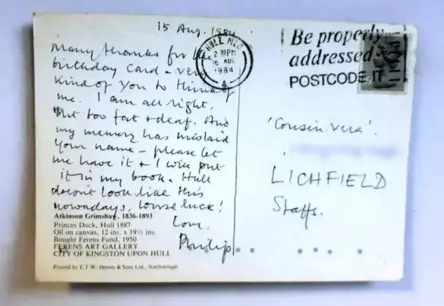 15 Aug. 1984
Many thanks for the
birthday card - very
kind of you to think of
me. I am all right,
but too fat + deaf. And
my memory has mislaid
your name - please let
me have it + I will put
it in my book. Hull
doesn't look like this
nowadays, worse luck!
Love
Philip
Atkinson Grimshaw, 1836-1893
Princes Dock, Hull 1887
Oil on canvas, 12 ins. x 19½ ins.
Bought Ferens Fund, 1950
FERENS ART GALLERY
CITY OF KINGSTON UPON HULL
Printed by E.T.W. Dennis & Sons Ltd., Scarborough
HULL
2 15PM
16 AUG
1984
Be properly
addressed
POSTCODE IT
'Cousin Vera'.
LICHFIELD
Staffs.